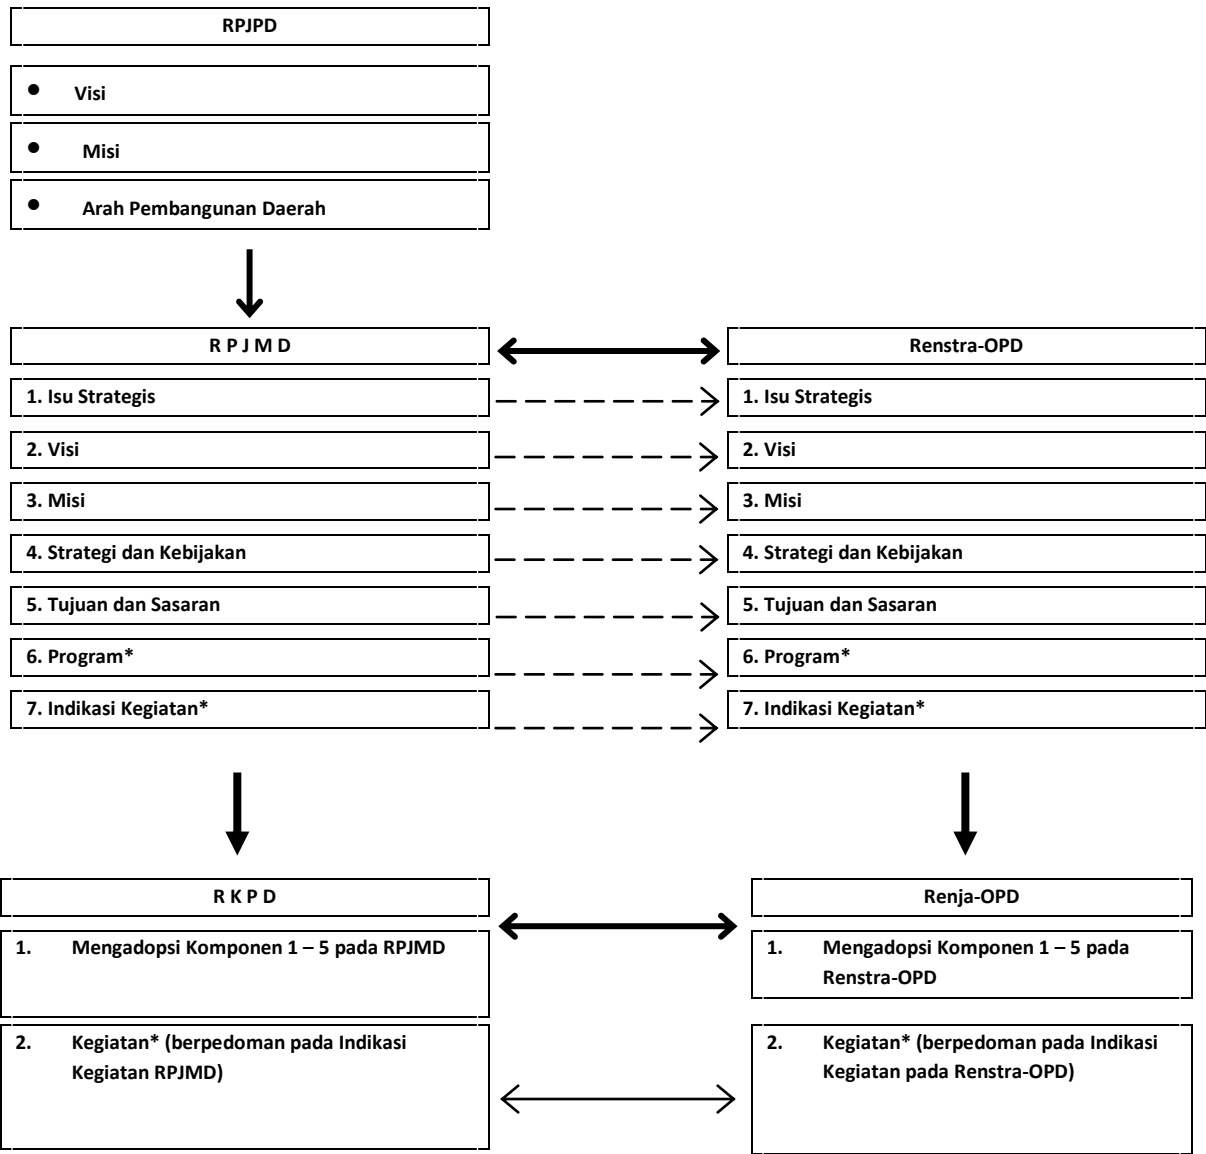 RPJPD
• Visi
• Misi
• Arah Pembangunan Daerah
R P J M D
1. Isu Strategis
2. Visi
3. Misi
4. Strategi dan Kebijakan
5. Tujuan dan Sasaran
6. Program*
7. Indikasi Kegiatan*
Renstra-OPD
1. Isu Strategis
2. Visi
3. Misi
4. Strategi dan Kebijakan
5. Tujuan dan Sasaran
6. Program*
7. Indikasi Kegiatan*
R K P D
1. Mengadopsi Komponen 1 – 5 pada RPJMD
2. Kegiatan* (berpedoman pada Indikasi
Kegiatan RPJMD)
Renja-OPD
1. Mengadopsi Komponen 1 – 5 pada
Renstra-OPD
2. Kegiatan* (berpedoman pada Indikasi
Kegiatan pada Renstra-OPD)